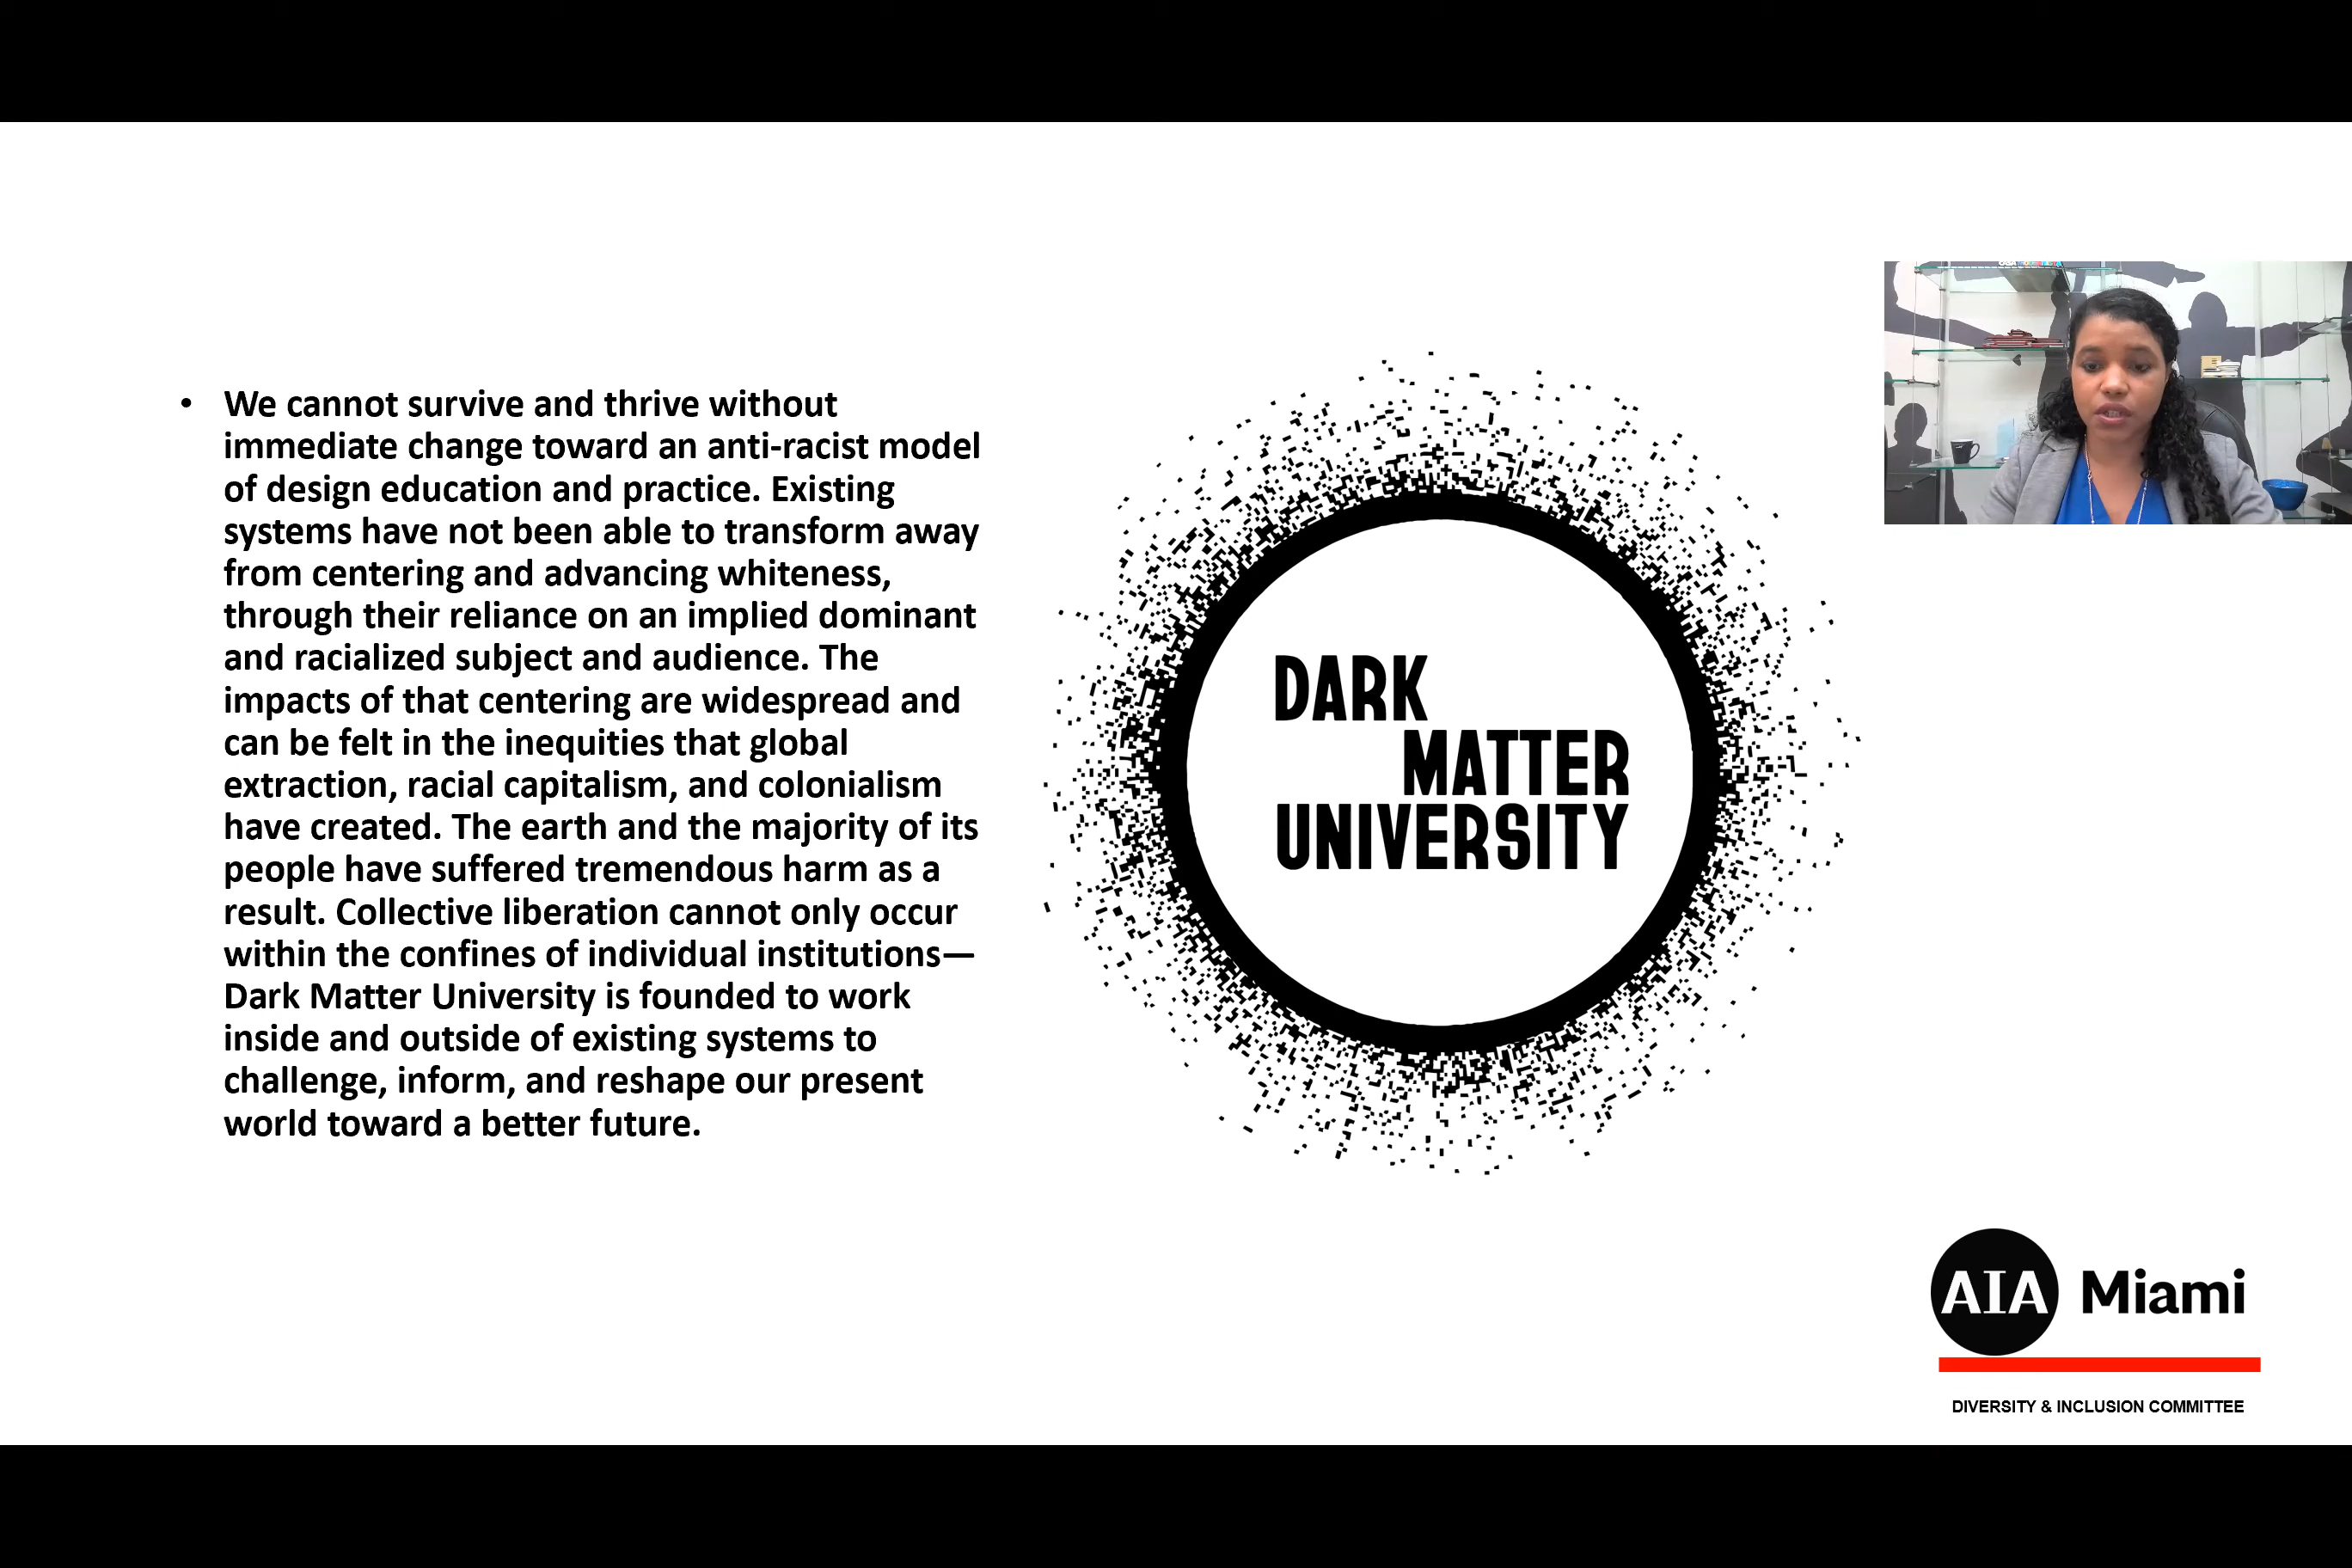 • We cannot survive and thrive without
immediate change toward an anti-racist model
of design education and practice. Existing
systems have not been able to transform away
from centering and advancing whiteness,
through their reliance on an implied dominant
and racialized subject and audience. The
impacts of that centering are widespread and
can be felt in the inequities that global
extraction, racial capitalism, and colonialism
have created. The earth and the majority of its
people have suffered tremendous harm as a
result. Collective liberation cannot only occur
within the confines of individual institutions—
Dark Matter University is founded to work
inside and outside of existing systems to
challenge, inform, and reshape our present
world toward a better future.
DARK
MATTER
UNIVERSITY
AIA Miami
DIVERSITY & INCLUSION COMMITTEE